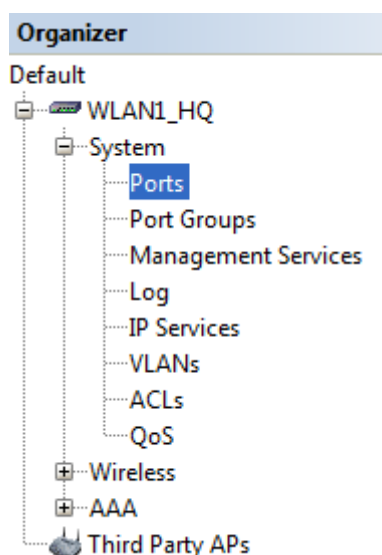 Organizer
Default
WLAN1_HQ
System
Ports
Port Groups
Management Services
Log
IP Services
VLANs
ACLs
QoS
Wireless
AAA
Third Party APs